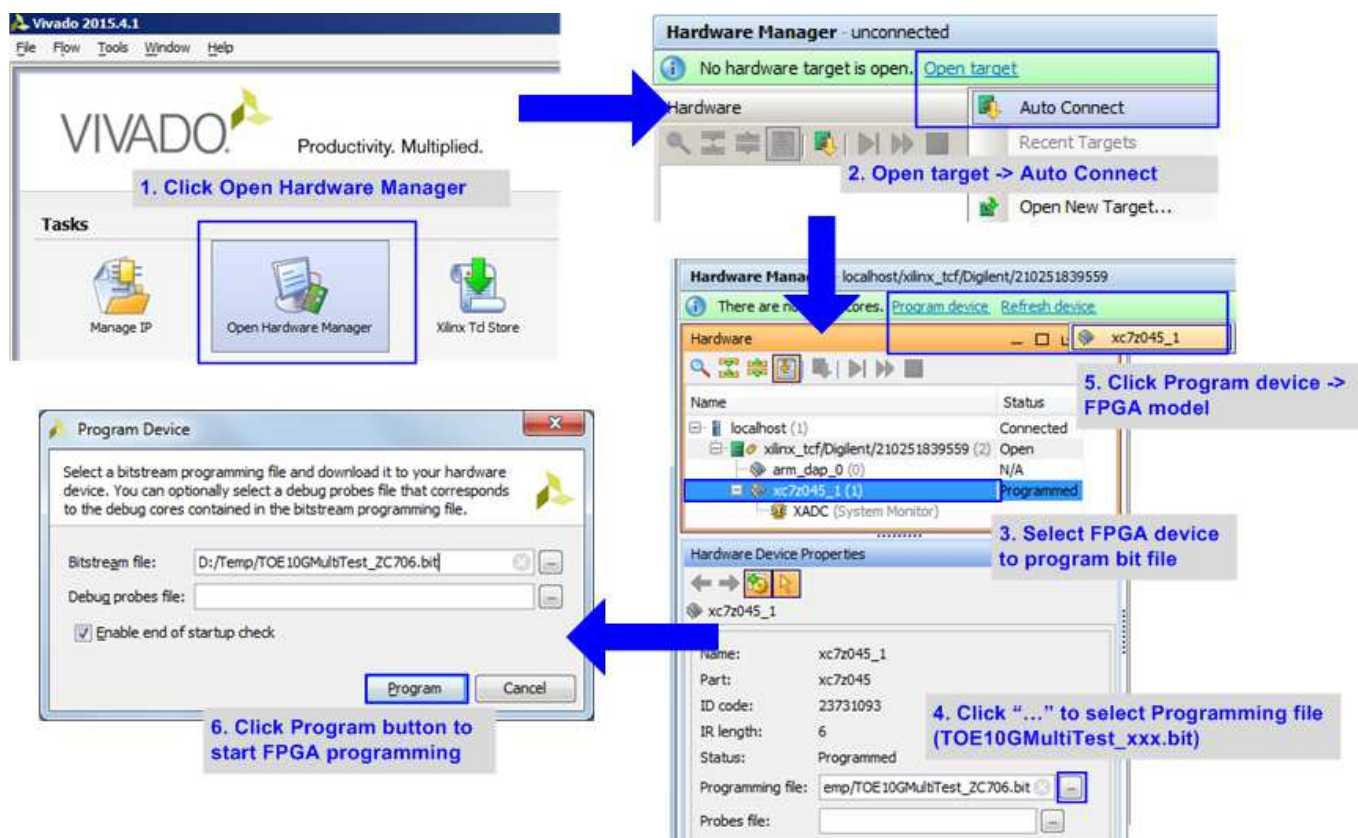 Vivado 2015.4.1
File Flow Tools Window Help
VIVADO.
Productivity. Multiplied.
1. Click Open Hardware Manager
Tasks
Manage IP
Open Hardware Manager
Xilinx Tcl Store
Hardware Manager - unconnected
No hardware target is open. Open target
Hardware
Auto Connect
Recent Targets
2. Open target -> Auto Connect
Open New Target...
Hardware localhost/xilinx_tcf/Digilent/210251839559
There are no Program device Refresh device
Hardware
xc7z045_1
5. Click Program device ->
FPGA model
Name Status
localhost (1) Connected
xilinx_tcf/Digilent/210251839559 (2) Open
arm_dap_0 (0) N/A
xc7z045_1 (1) Programmed
XADC (System Monitor)
3. Select FPGA device
to program bit file
Hardware Device Properties
xc7z045_1
Name: xc7z045_1
Part: xc7z045
ID code: 23731093
IR length: 6
Status: Programmed
4. Click “...” to select Programming file
(TOE10GMultiTest_xxx.bit)
Programming file: emp/TOE10GMultiTest_ZC706.bit ...
Probes file: ...
Program Device
Select a bitstream programming file and download it to your hardware
device. You can optionally select a debug probes file that corresponds
to the debug cores contained in the bitstream programming file.
Bitstream file: D:/Temp/TOE10GMultiTest_ZC706.bit ...
Debug probes file: ...
Enable end of startup check
Program Cancel
6. Click Program button to
start FPGA programming